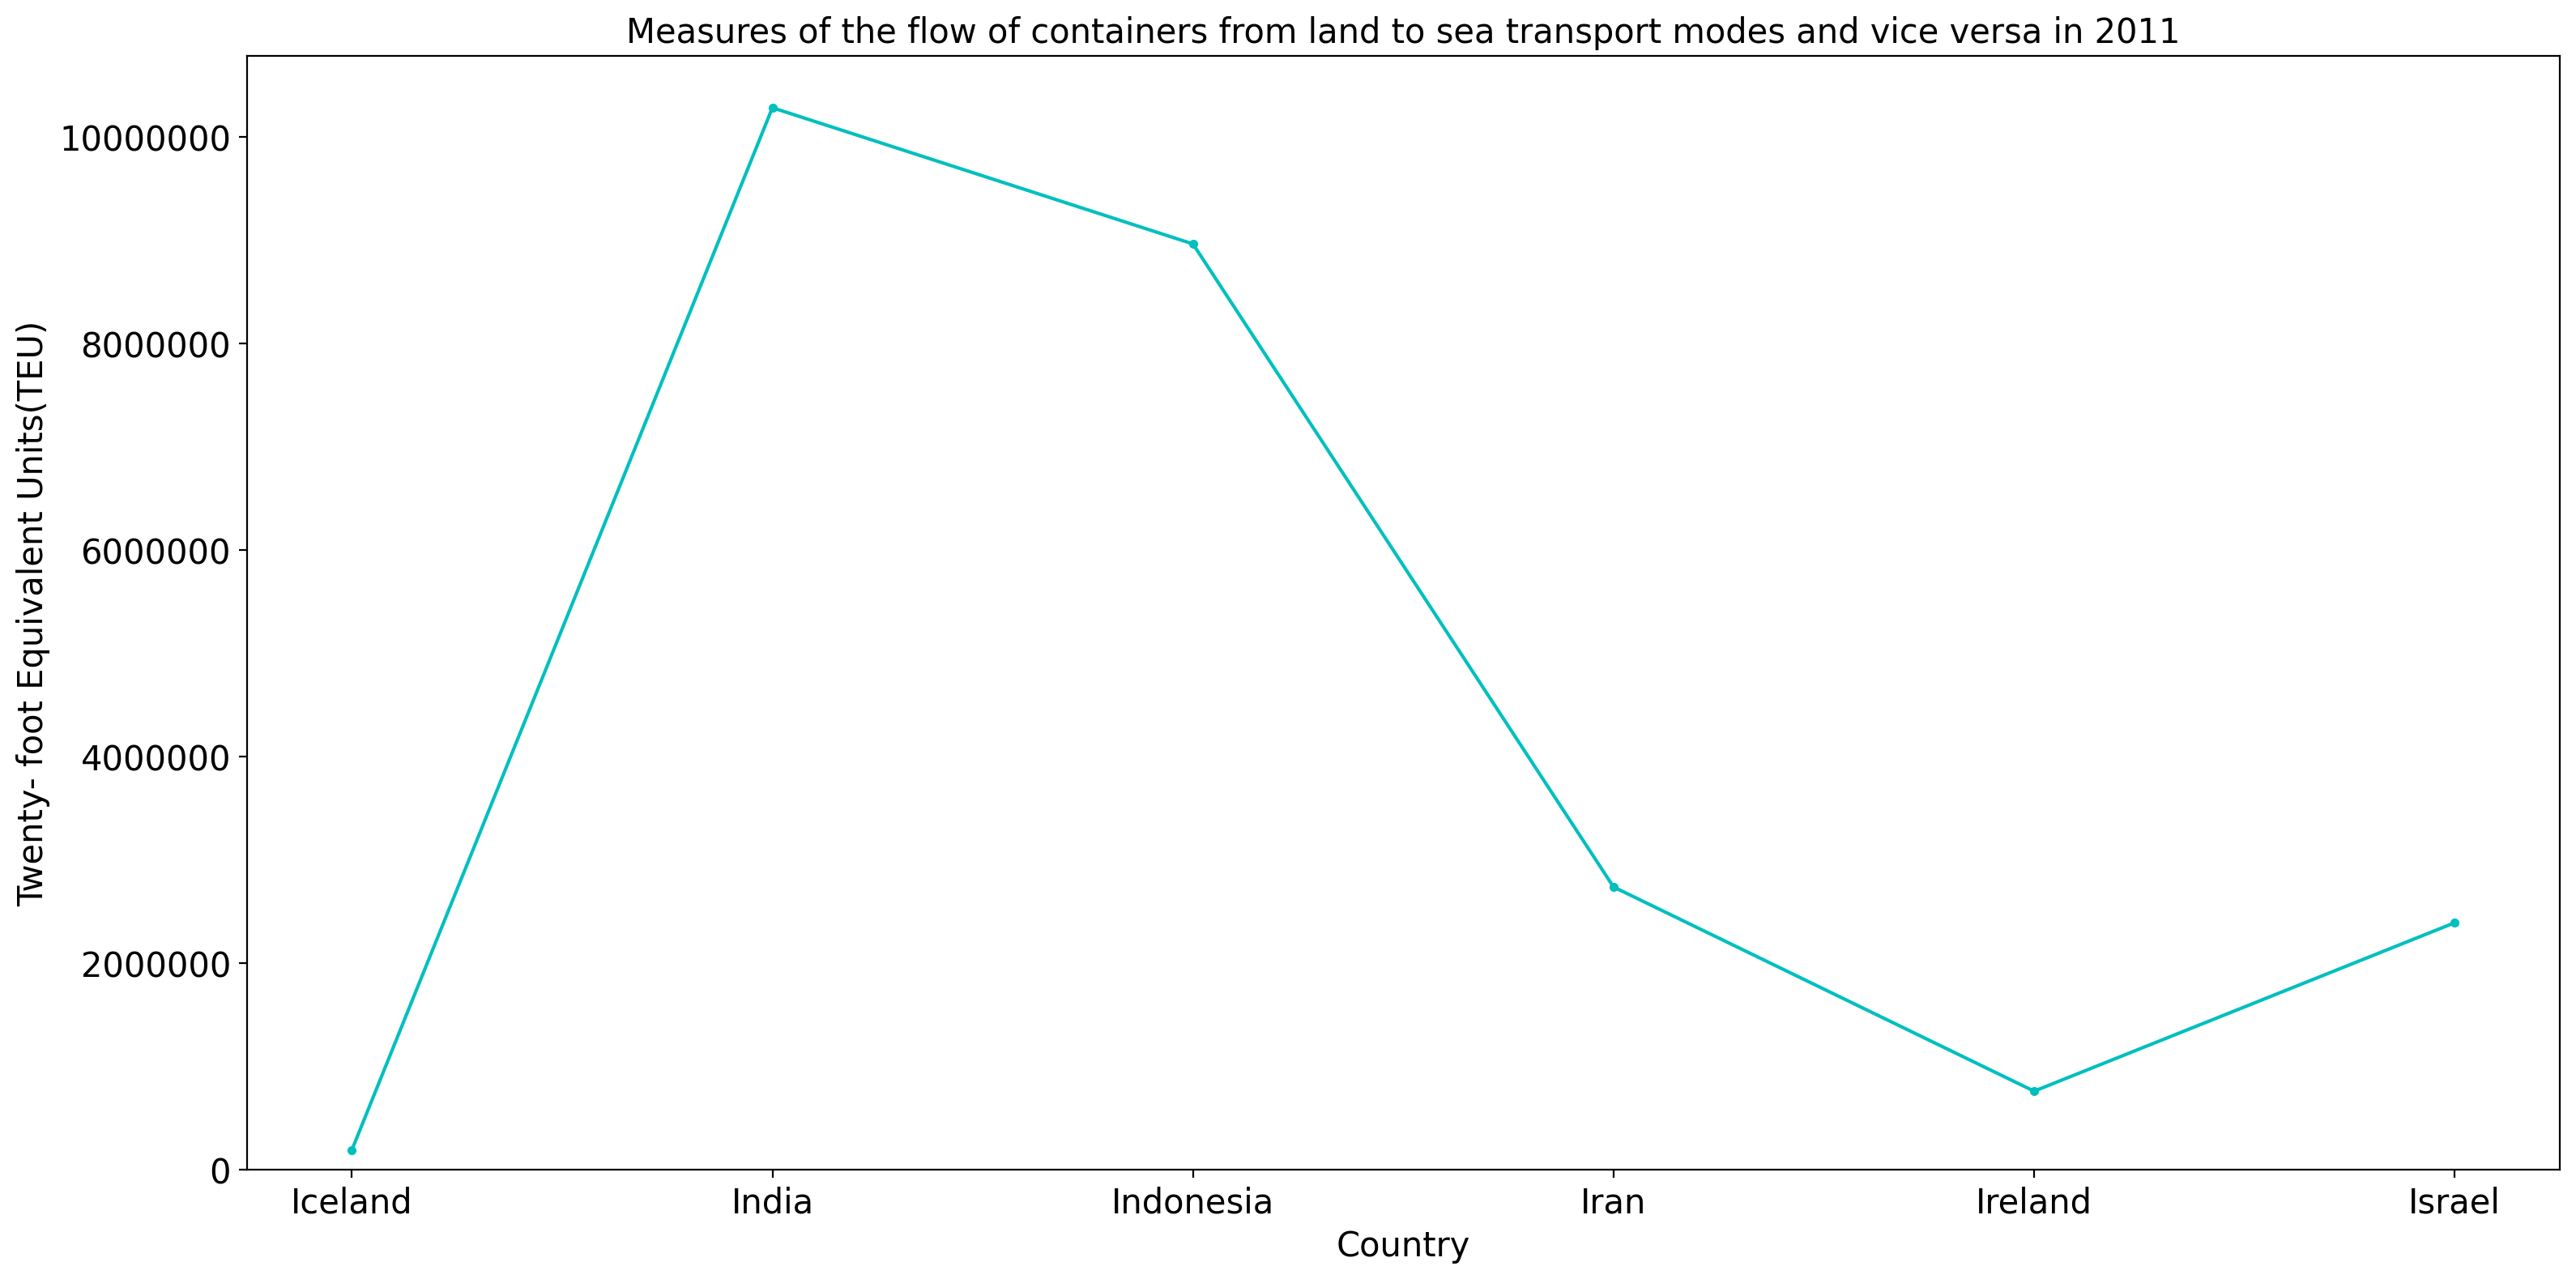 Measures of the flow of containers from land to sea transport modes and vice versa in 2011
Twenty- foot Equivalent Units(TEU)
10000000
8000000
6000000
4000000
2000000
0
Iceland India Indonesia Iran Ireland Israel
Country